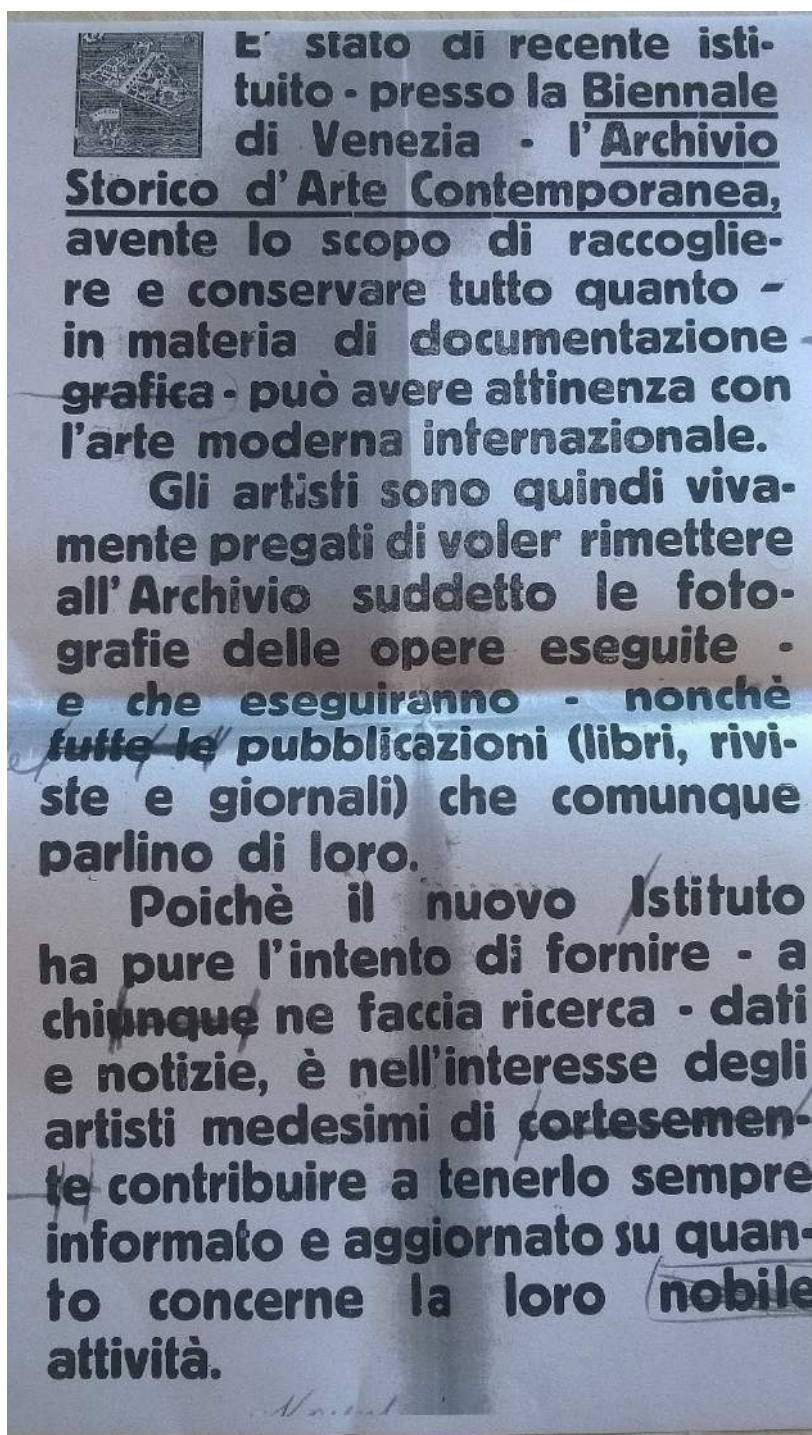 E' stato di recente isti-
tuito - presso la Biennale
di Venezia - l'Archivio
Storico d'Arte Contemporanea,
avente lo scopo di raccoglie-
re e conservare tutto quanto -
in materia di documentazione
grafica - può avere attinenza con
l'arte moderna internazionale.
Gli artisti sono quindi viva-
mente pregati di voler rimettere
all'Archivio suddetto le foto-
grafie delle opere eseguite -
e che eseguiranno - nonchè
tutte le pubblicazioni (libri, rivi-
ste e giornali) che comunque
parlino di loro.
Poichè il nuovo Istituto
ha pure l'intento di fornire - a
chiunque ne faccia ricerca - dati
e notizie, è nell'interesse degli
artisti medesimi di cortesemen-
te contribuire a tenerlo sempre
informato e aggiornato su quan-
to concerne la loro nobile
attività.